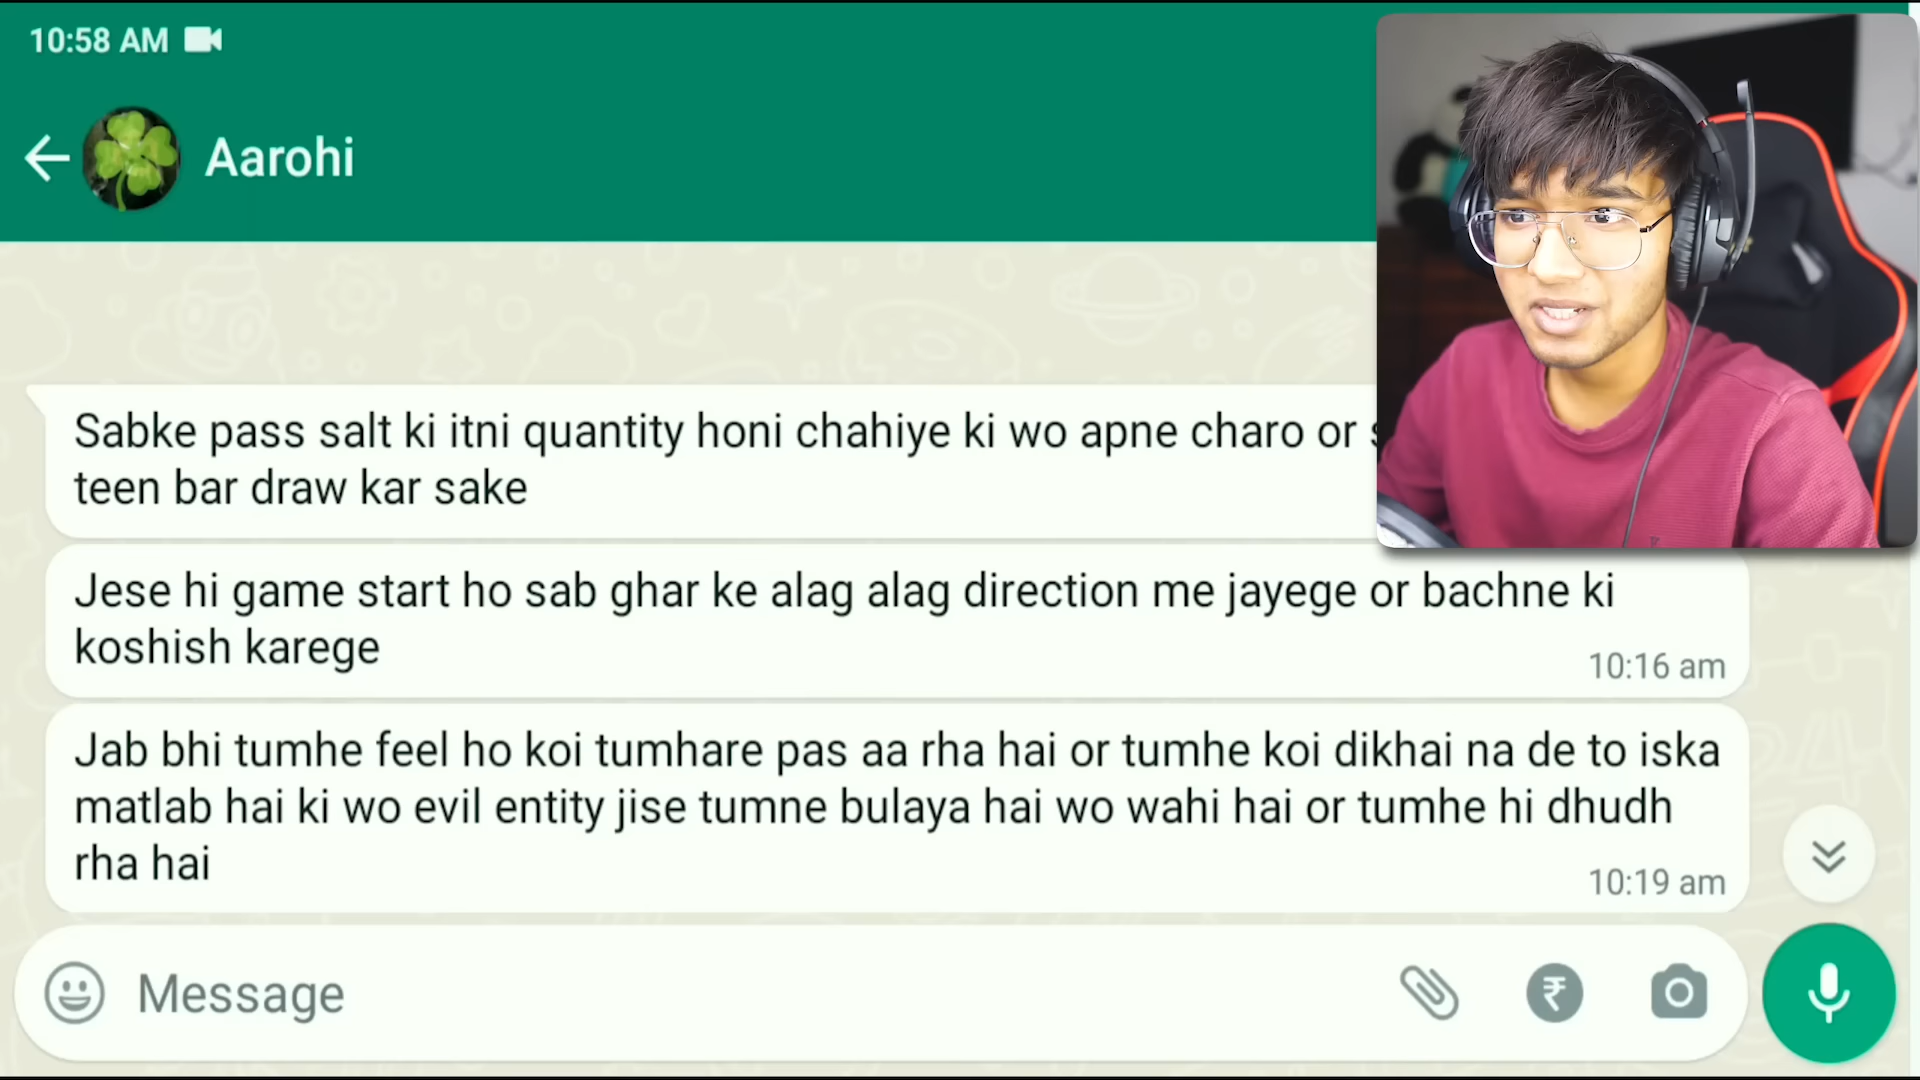 10:58 AM
Aarohi
Sabke pass salt ki itni quantity honi chahiye ki wo apne charo or
teen bar draw kar sake
Jese hi game start ho sab ghar ke alag alag direction me jayege or bachne ki
koshish karege
10:16 am
Jab bhi tumhe feel ho koi tumhare pas aa rha hai or tumhe koi dikhai na de to iska
matlab hai ki wo evil entity jise tumne bulaya hai wo wahi hai or tumhe hi dhudh
rha hai
10:19 am
Message